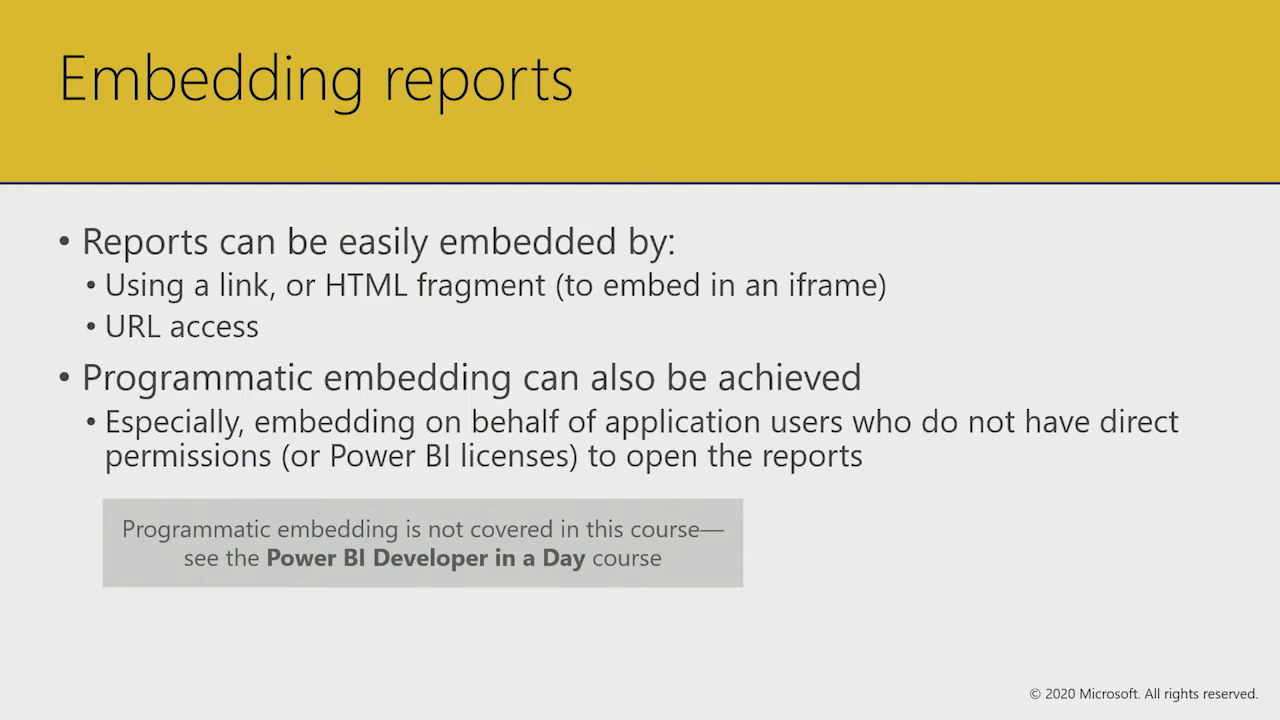 Embedding reports
• Reports can be easily embedded by:
• Using a link, or HTML fragment (to embed in an iframe)
• URL access
• Programmatic embedding can also be achieved
• Especially, embedding on behalf of application users who do not have direct
permissions (or Power BI licenses) to open the reports
Programmatic embedding is not covered in this course—
see the Power BI Developer in a Day course
© 2020 Microsoft. All rights reserved.